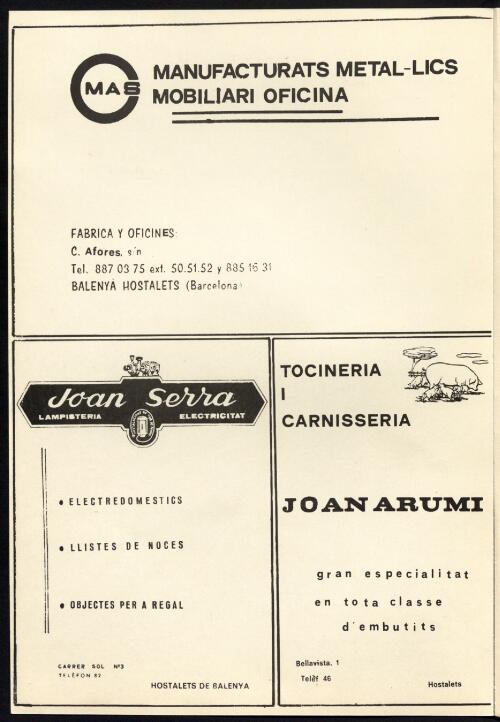 MAS
MANUFACTURATS METAL-LICS
MOBILIARI OFICINA
FABRICA Y OFICINES:
C. Afores, s/n
Tel. 887 03 75 ext. 50.51.52 y 885 16 31
BALENYÀ HOSTALETS (Barcelona)
Joan Serra
LAMPISTERIA ELECTRICITAT
• ELECTREDOMESTICS
• LLISTES DE NOCES
• OBJECTES PER A REGAL
CARRER SOL Nº3
TELÈFON 82
HOSTALETS DE BALENYA
TOCINERIA
I
CARNISSERIA
JOAN ARUMI
gran especialitat
en tota classe
d'embutits
Bellavista, 1
Telèf 46
Hostalets